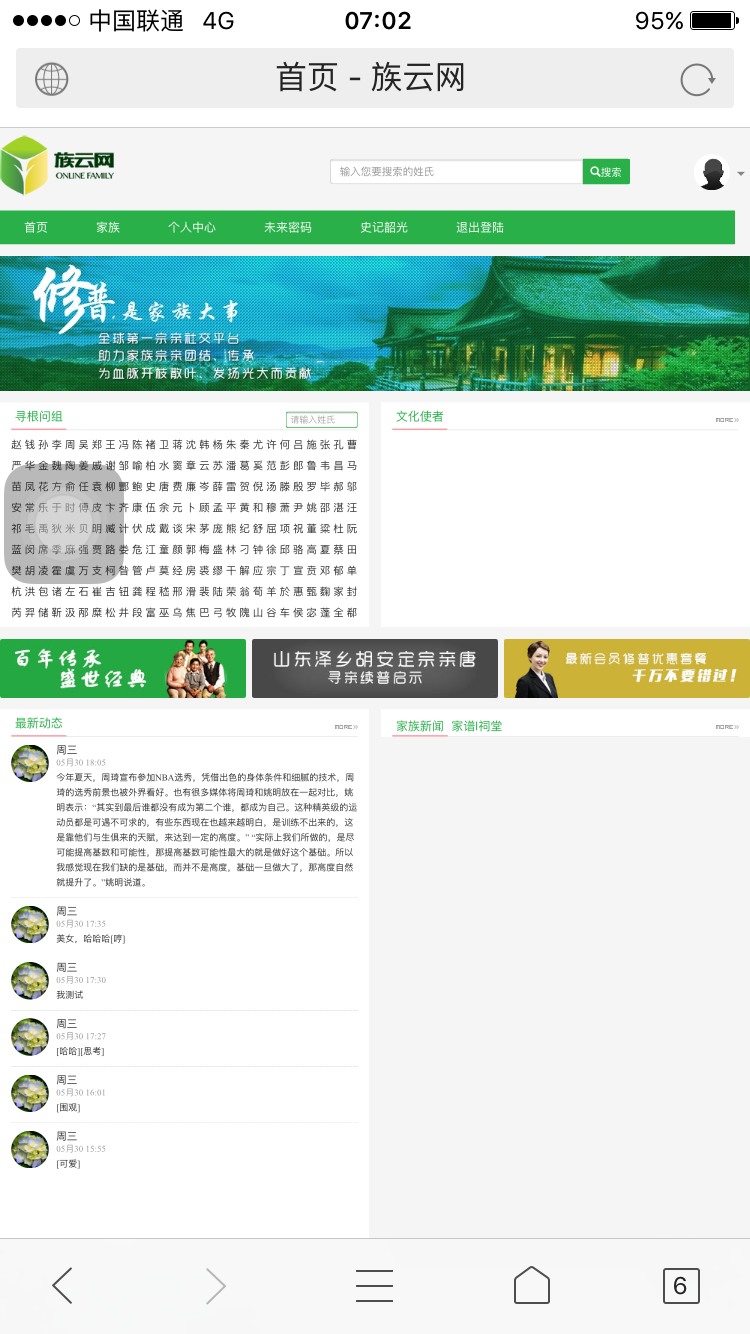 中国联通 4G 07:02 95%
首页 - 族云网
族云网
ONLINE FAMILY
输入您要搜索的姓氏 搜索
首页 家族 个人中心 未来密码 史记韶光 退出登陆
修普,是家族大事
全球第一宗亲社交平台
助力家族宗亲团结、传承
为血脉开枝散叶、发扬光大而贡献
寻根问组 请输入姓氏
赵钱孙李周吴郑王冯陈褚卫蒋沈韩杨朱秦尤许何吕施张孔曹
严华金魏陶姜戚谢邹喻柏水窦章云苏潘葛奚范彭郎鲁韦昌马
苗凤花方俞任袁柳酆鲍史唐费廉岑薛雷贺倪汤滕殷罗毕郝邬
安常乐于时傅皮卞齐康伍余元卜顾孟平黄和穆萧尹姚邵湛汪
祁毛禹狄米贝明臧计伏成戴谈宋茅庞熊纪舒屈项祝董粱杜阮
蓝闵席季麻强贾路娄危江童颜郭梅盛林刁钟徐邱骆高夏蔡田
樊胡凌霍虞万支柯昝管卢莫经房裘缪干解应宗丁宣贲邓郁单
杭洪包诸左石崔吉钮龚程嵇邢滑裴陆荣翁荀羊於惠甄麴家封
芮羿储靳汲邴糜松井段富巫乌焦巴弓牧隗山谷车侯宓蓬全郗
文化使者 MORE»
百年传承
盛世经典
山东泽乡胡安定宗亲唐
寻亲续普启示
最新会员修普优惠套餐
千万不要错过!
最新动态 MORE»
周三
05月30 18:05
今年夏天，周琦宣布参加NBA选秀，凭借出色的身体条件和细腻的技术，周
琦的选秀前景也被外界看好。也有很多媒体将周琦和姚明放在一起对比，姚
明表示：“其实到最后谁都没有成为第二个谁，都成为自己。这种精英级的运
动员都是可遇不可求的，有些东西现在也越来越明白，是训练不出来的，这
是靠他们与生俱来的天赋，来达到一定的高度。” “实际上我们所做的，是尽
可能提高基数和可能性，那提高基数可能性最大的就是做好这个基础。所以
我感觉现在我们缺的是基础，而并不是高度，基础一旦做大了，那高度自然
就提升了。”姚明说道。
周三
05月30 17:35
美女，哈哈哈[哼]
周三
05月30 17:30
我测试
周三
05月30 17:27
[哈哈][思考]
周三
05月30 16:01
[围观]
周三
05月30 15:55
[可爱]
家族新闻 家谱|祠堂 MORE»
6